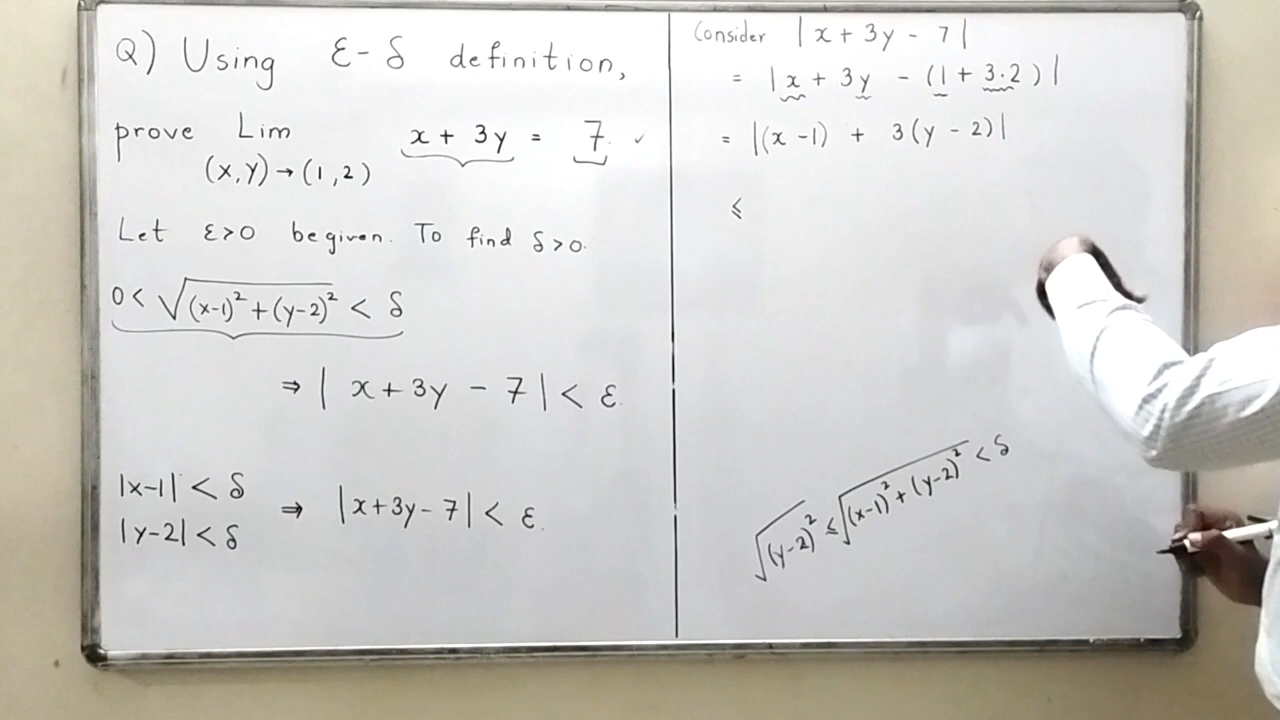 Q) Using ε-δ definition,
prove Lim x + 3y = 7.
(x,y)→(1,2)
Let ε>0 be given. To find δ>0.
0 < √(x-1)² + (y-2)² < δ
⇒ | x + 3y - 7 | < ε.
|x-1| < δ
|y-2| < δ
⇒ |x+3y-7| < ε.
Consider | x + 3y - 7 |
= | x + 3y - (1 + 3.2) |
= |(x-1) + 3(y-2)|
≤
√(y-2)² ≤ √(x-1)² + (y-2)² < δ